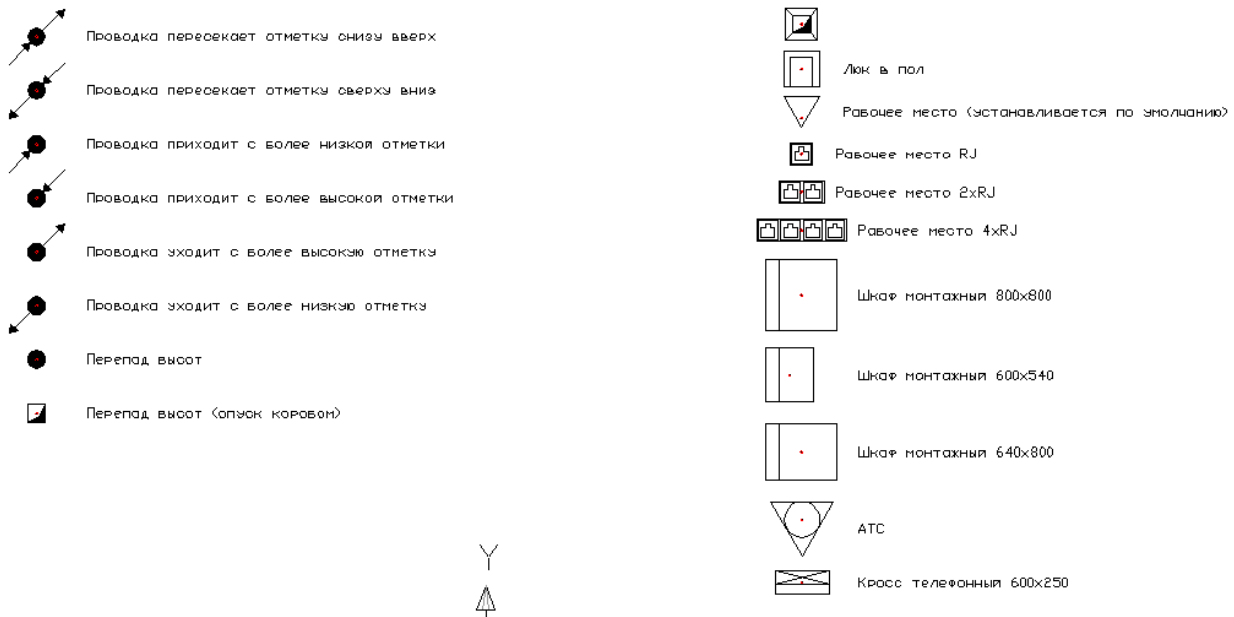 Проводка пересекает отметку снизу вверх
Проводка пересекает отметку сверху вниз
Проводка приходит с более низкой отметки
Проводка приходит с более высокой отметки
Проводка уходит с более высокую отметку
Проводка уходит с более низкую отметку
Перепад высот
Перепад высот (опуск коробом)
Y
Люк в пол
Рабочее место (устанавливается по умолчанию)
Рабочее место RJ
Рабочее место 2xRJ
Рабочее место 4xRJ
Шкаф монтажный 800x800
Шкаф монтажный 600x540
Шкаф монтажный 640x800
АТС
Кросс телефонный 600x250